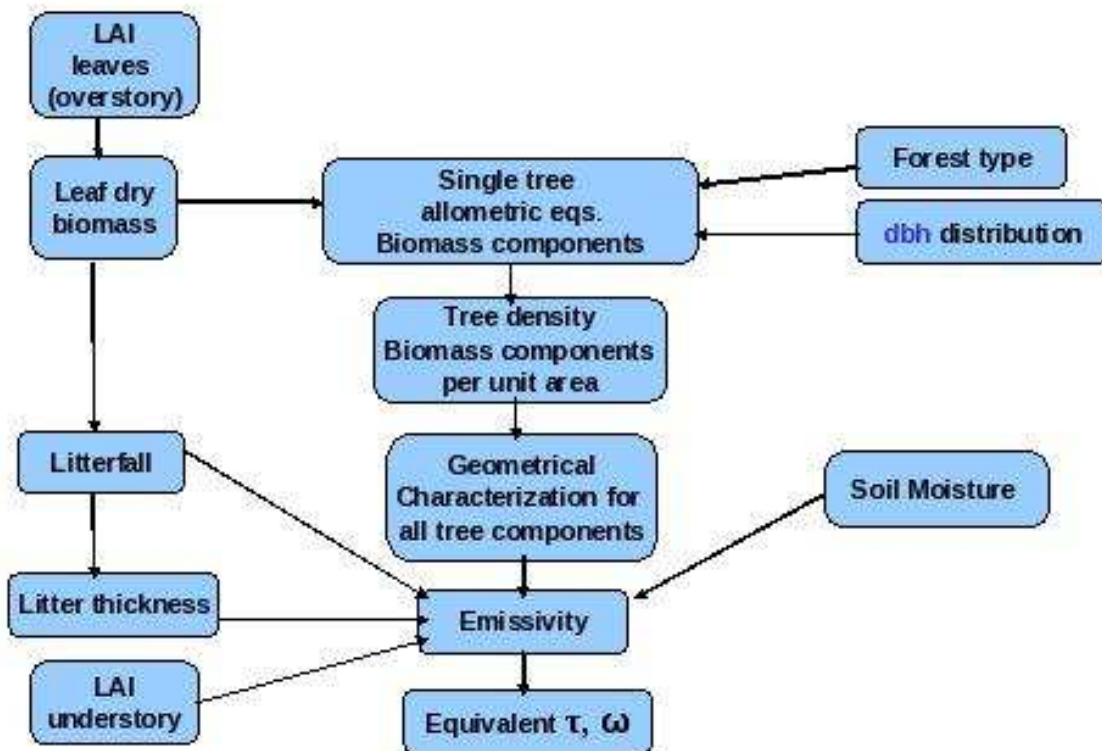 LAI
leaves
(overstory)
Leaf dry
biomass
Single tree
allometric eqs.
Biomass components
Forest type
dbh distribution
Tree density
Biomass components
per unit area
Litterfall
Geometrical
Characterization for
all tree components
Soil Moisture
Litter thickness
Emissivity
LAI
understory
Equivalent τ, ω